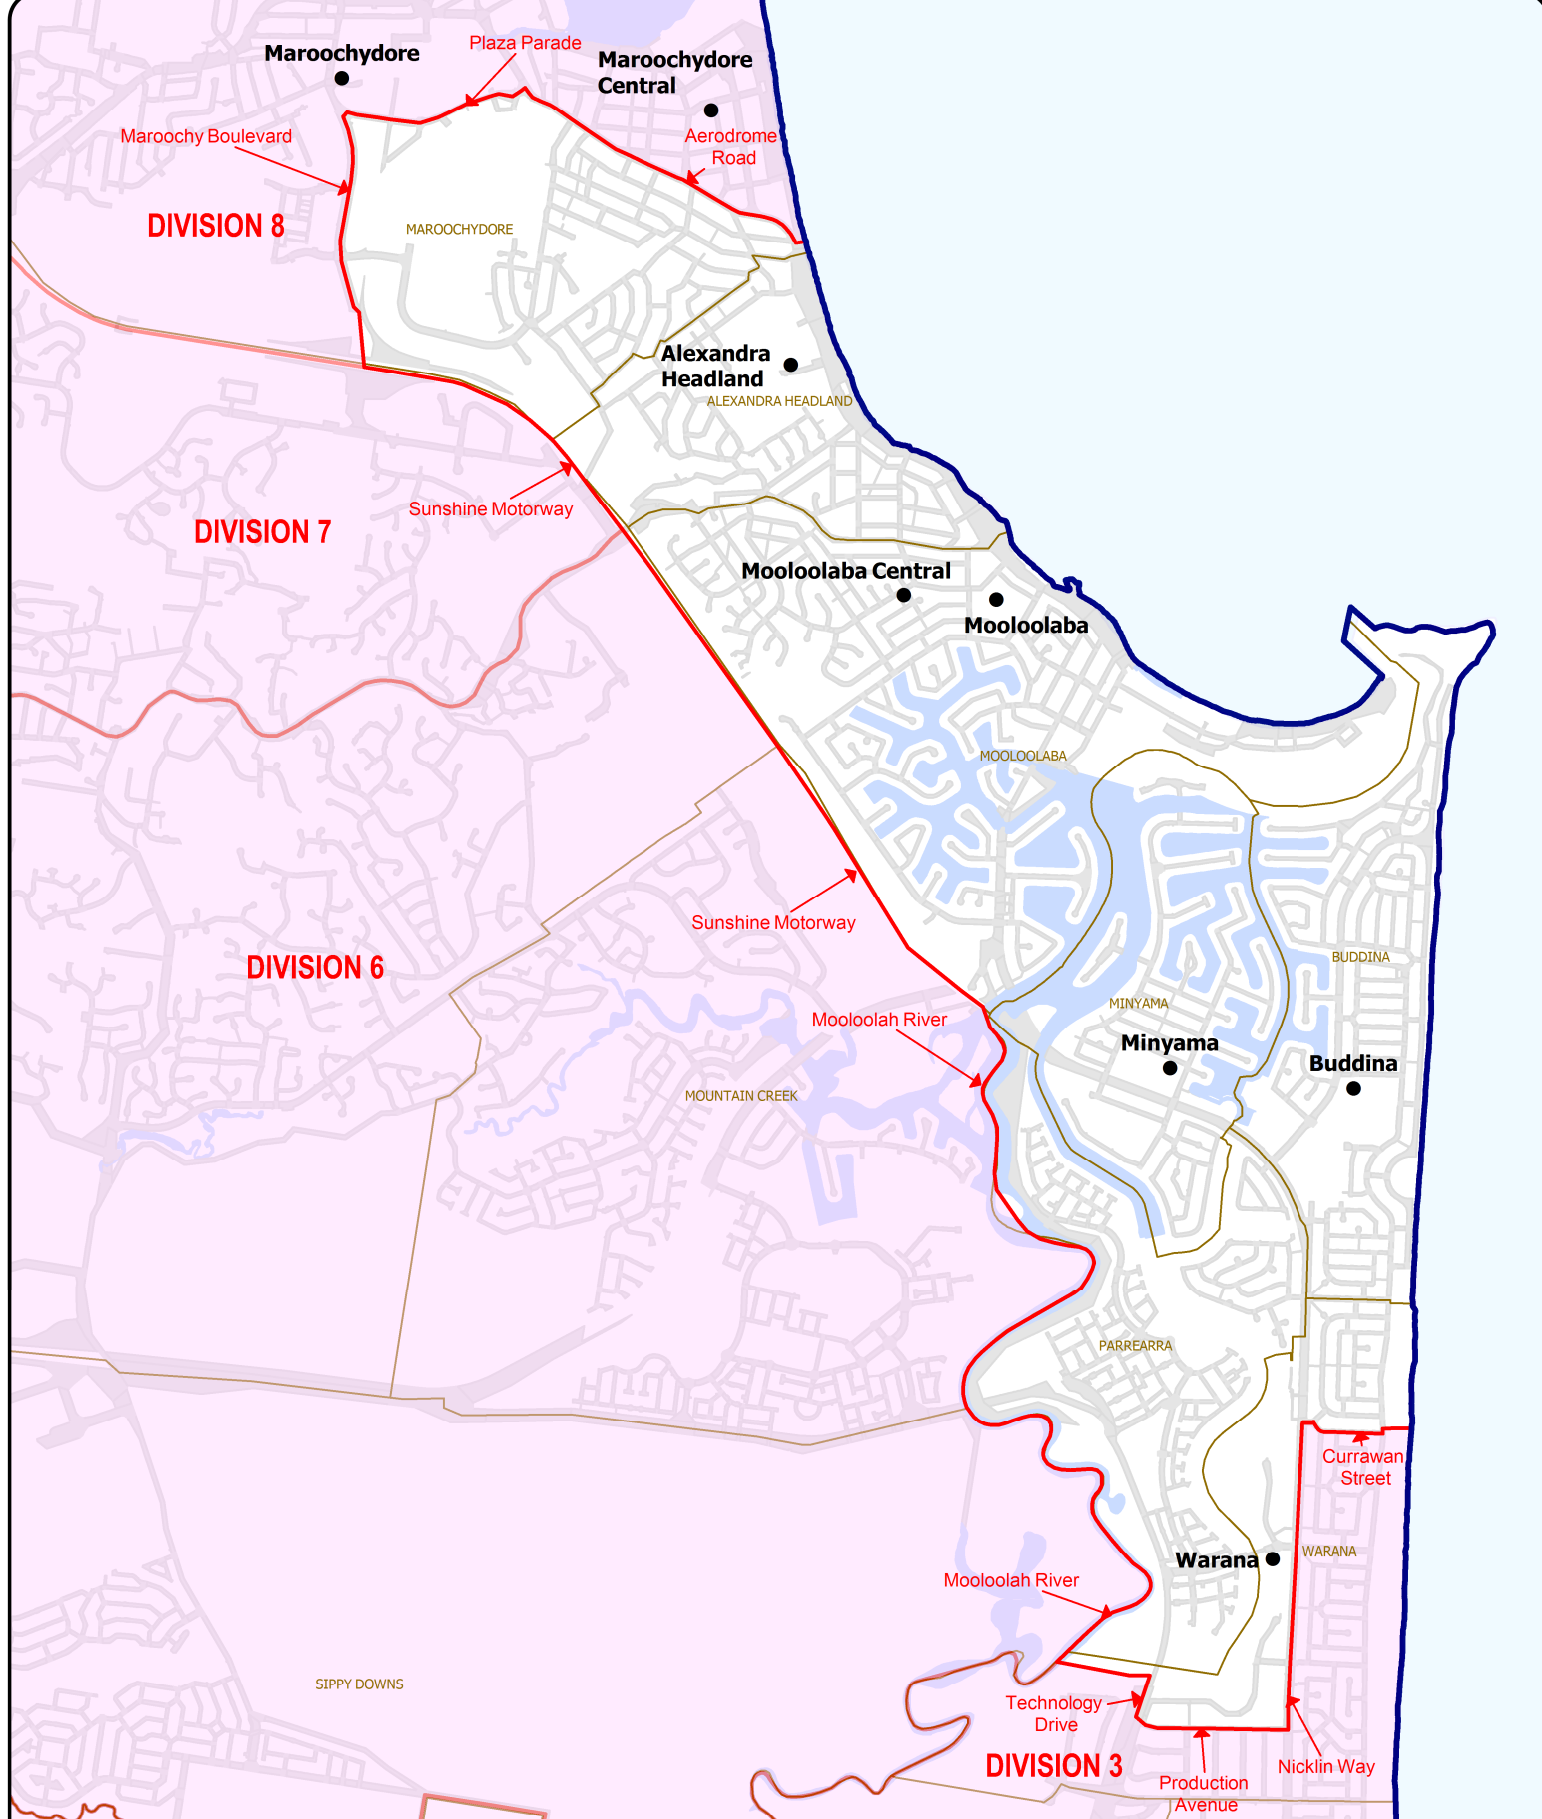 Plaza Parade
Maroochydore
Maroochydore
Central
Maroochy Boulevard
Aerodrome
Road
DIVISION 8
MAROOCHYDORE
Alexandra
Headland
ALEXANDRA HEADLAND
Sunshine Motorway
DIVISION 7
Mooloolaba Central
Mooloolaba
MOOLOOLABA
Sunshine Motorway
DIVISION 6
BUDDINA
MINYAMA
Mooloolah River
Minyama
Buddina
MOUNTAIN CREEK
PARREARRA
Currawan
Street
WARANA
Warana
Mooloolah River
SIPPY DOWNS
Technology
Drive
DIVISION 3
Nicklin Way
Production
Avenue